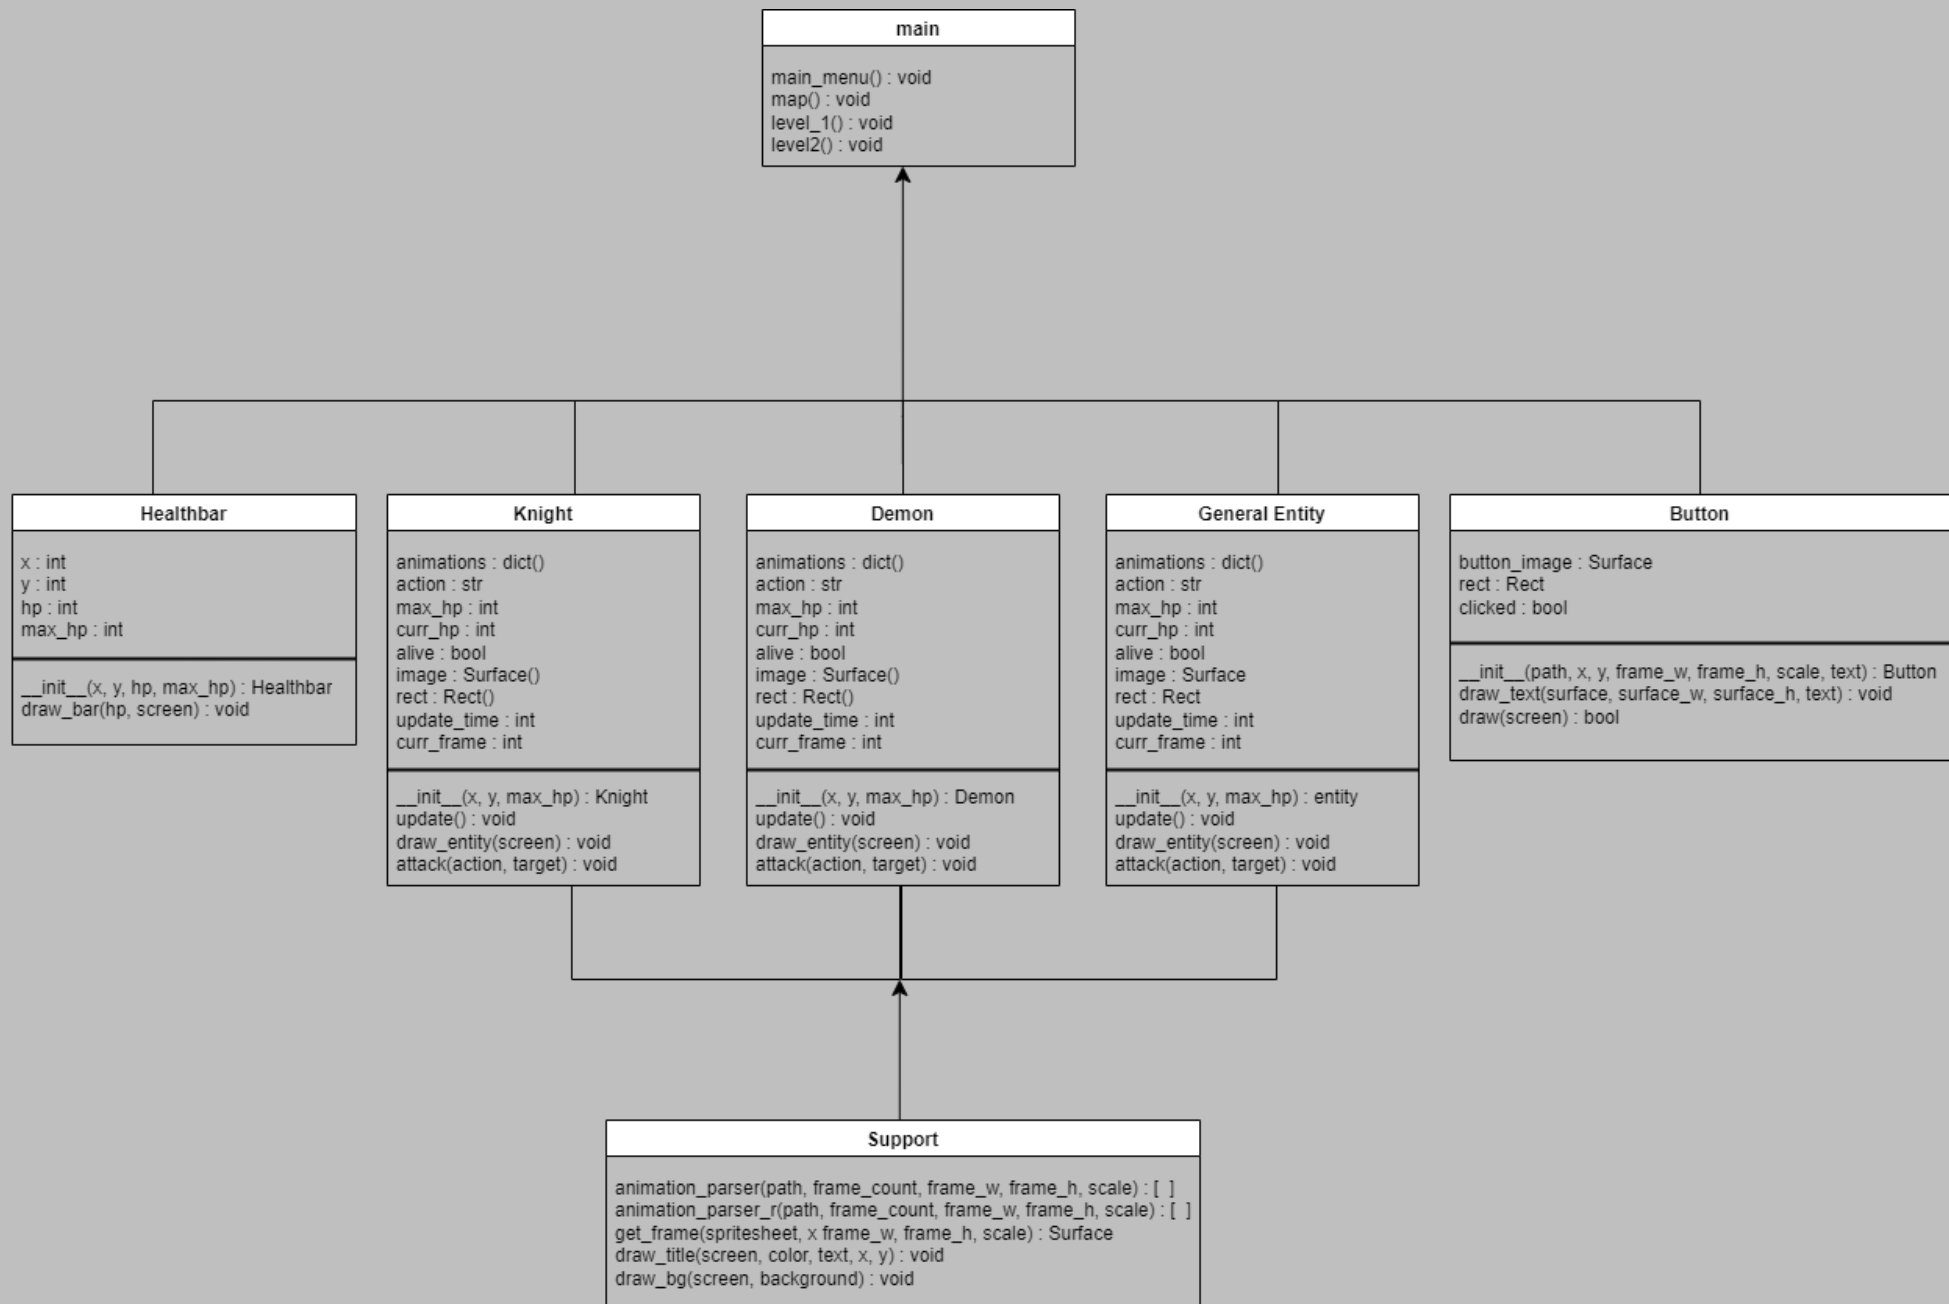 main
main_menu() : void
map() : void
level_1() : void
level2() : void
Healthbar
x : int
y : int
hp : int
max_hp : int
__init__(x, y, hp, max_hp) : Healthbar
draw_bar(hp, screen) : void
Knight
animations : dict()
action : str
max_hp : int
curr_hp : int
alive : bool
image : Surface()
rect : Rect()
update_time : int
curr_frame : int
__init__(x, y, max_hp) : Knight
update() : void
draw_entity(screen) : void
attack(action, target) : void
Demon
animations : dict()
action : str
max_hp : int
curr_hp : int
alive : bool
image : Surface()
rect : Rect()
update_time : int
curr_frame : int
__init__(x, y, max_hp) : Demon
update() : void
draw_entity(screen) : void
attack(action, target) : void
General Entity
animations : dict()
action : str
max_hp : int
curr_hp : int
alive : bool
image : Surface
rect : Rect
update_time : int
curr_frame : int
__init__(x, y, max_hp) : entity
update() : void
draw_entity(screen) : void
attack(action, target) : void
Button
button_image : Surface
rect : Rect
clicked : bool
__init__(path, x, y, frame_w, frame_h, scale, text) : Button
draw_text(surface, surface_w, surface_h, text) : void
draw(screen) : bool
Support
animation_parser(path, frame_count, frame_w, frame_h, scale) : [ ]
animation_parser_r(path, frame_count, frame_w, frame_h, scale) : [ ]
get_frame(spritesheet, x frame_w, frame_h, scale) : Surface
draw_title(screen, color, text, x, y) : void
draw_bg(screen, background) : void